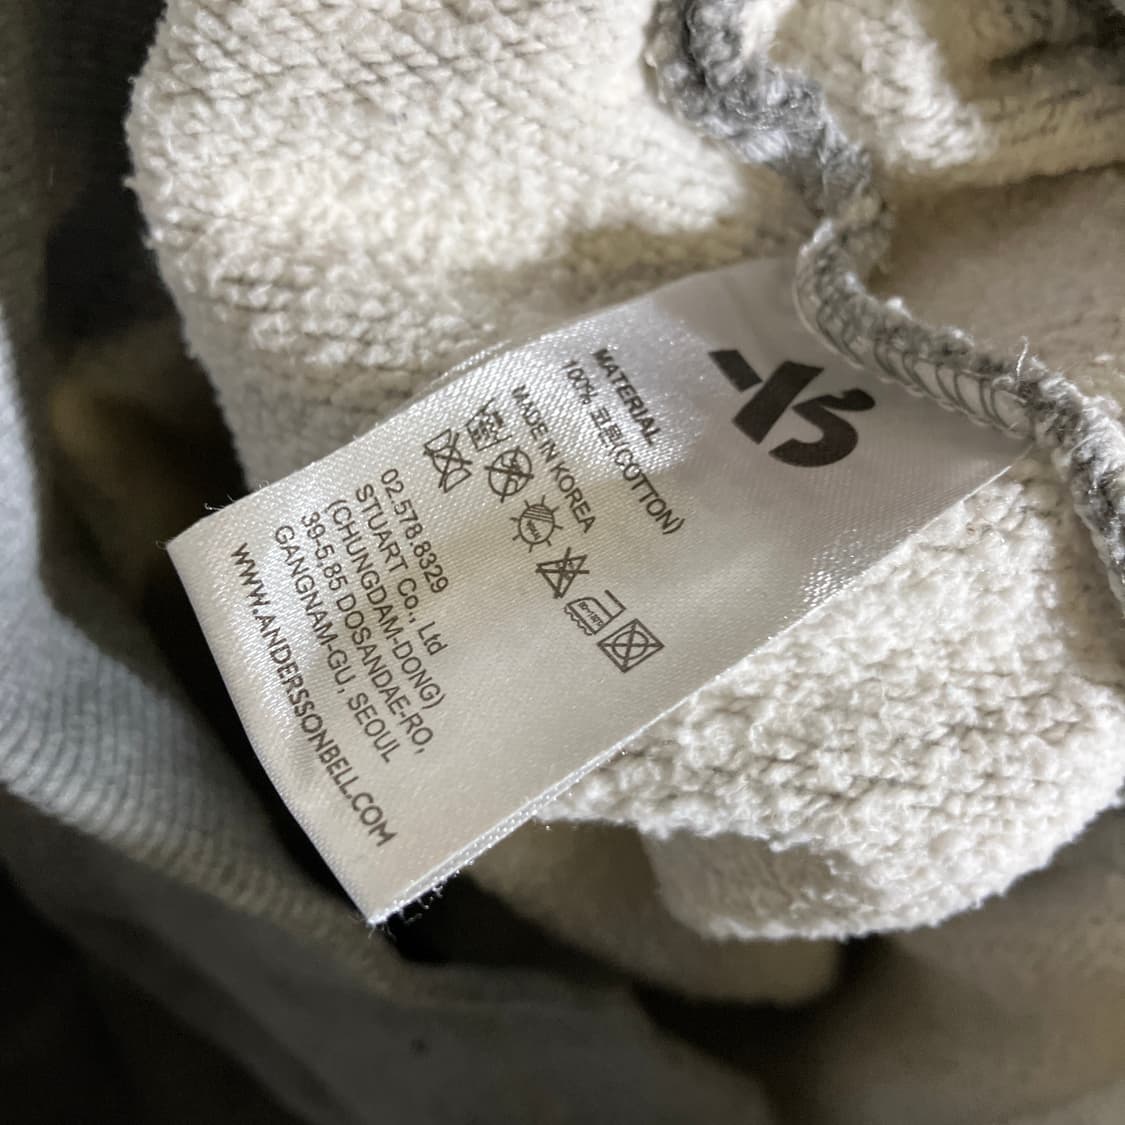 MATERIAL
100% 코튼(COTTON)
MADE IN KOREA
02.578.8329
STUART Co., Ltd
(CHUNGDAM-DONG)
39-5,85 DOSANDAE-RO,
GANGNAM-GU, SEOUL
WWW.ANDERSSONBELL.COM